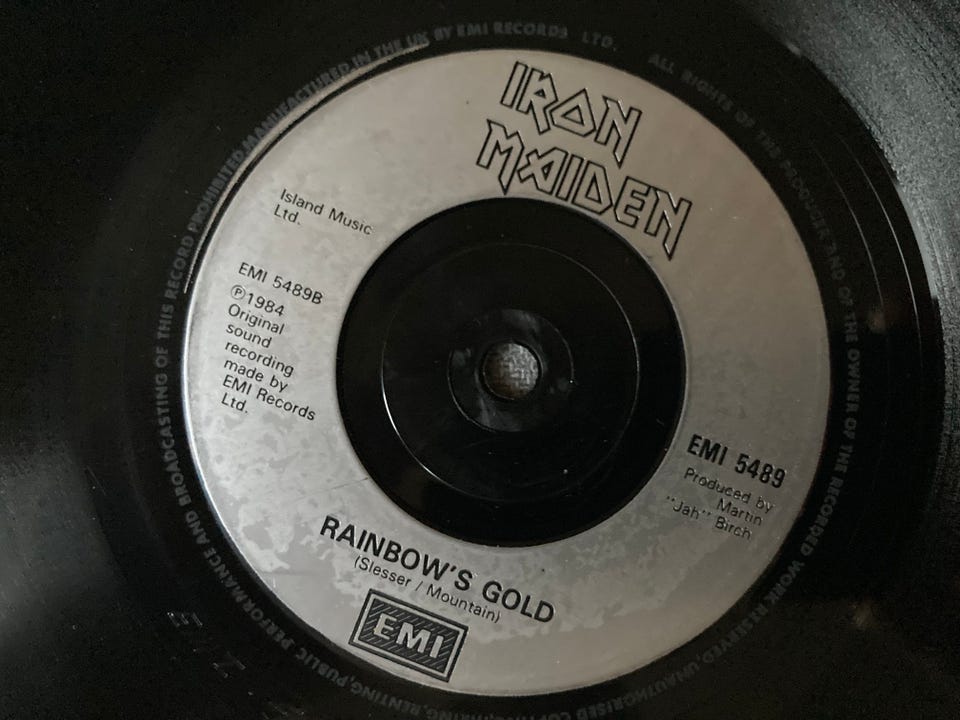 IRON
MAIDEN
Island Music
Ltd.
EMI 5489B
℗1984
Original
sound
recording
made by
EMI Records
Ltd.
EMI 5489
Produced by
Martin
"Jah" Birch
RAINBOW'S GOLD
(Slesser / Mountain)
EMI
MANUFACTURED IN THE UK BY EMI RECORDS LTD. ALL RIGHTS OF THE PRODUCER AND OF THE OWNER OF THE RECORDED WORK RESERVED. UNAUTHORISED RENTING, PUBLIC PERFORMANCE AND BROADCASTING OF THIS RECORD PROHIBITED.